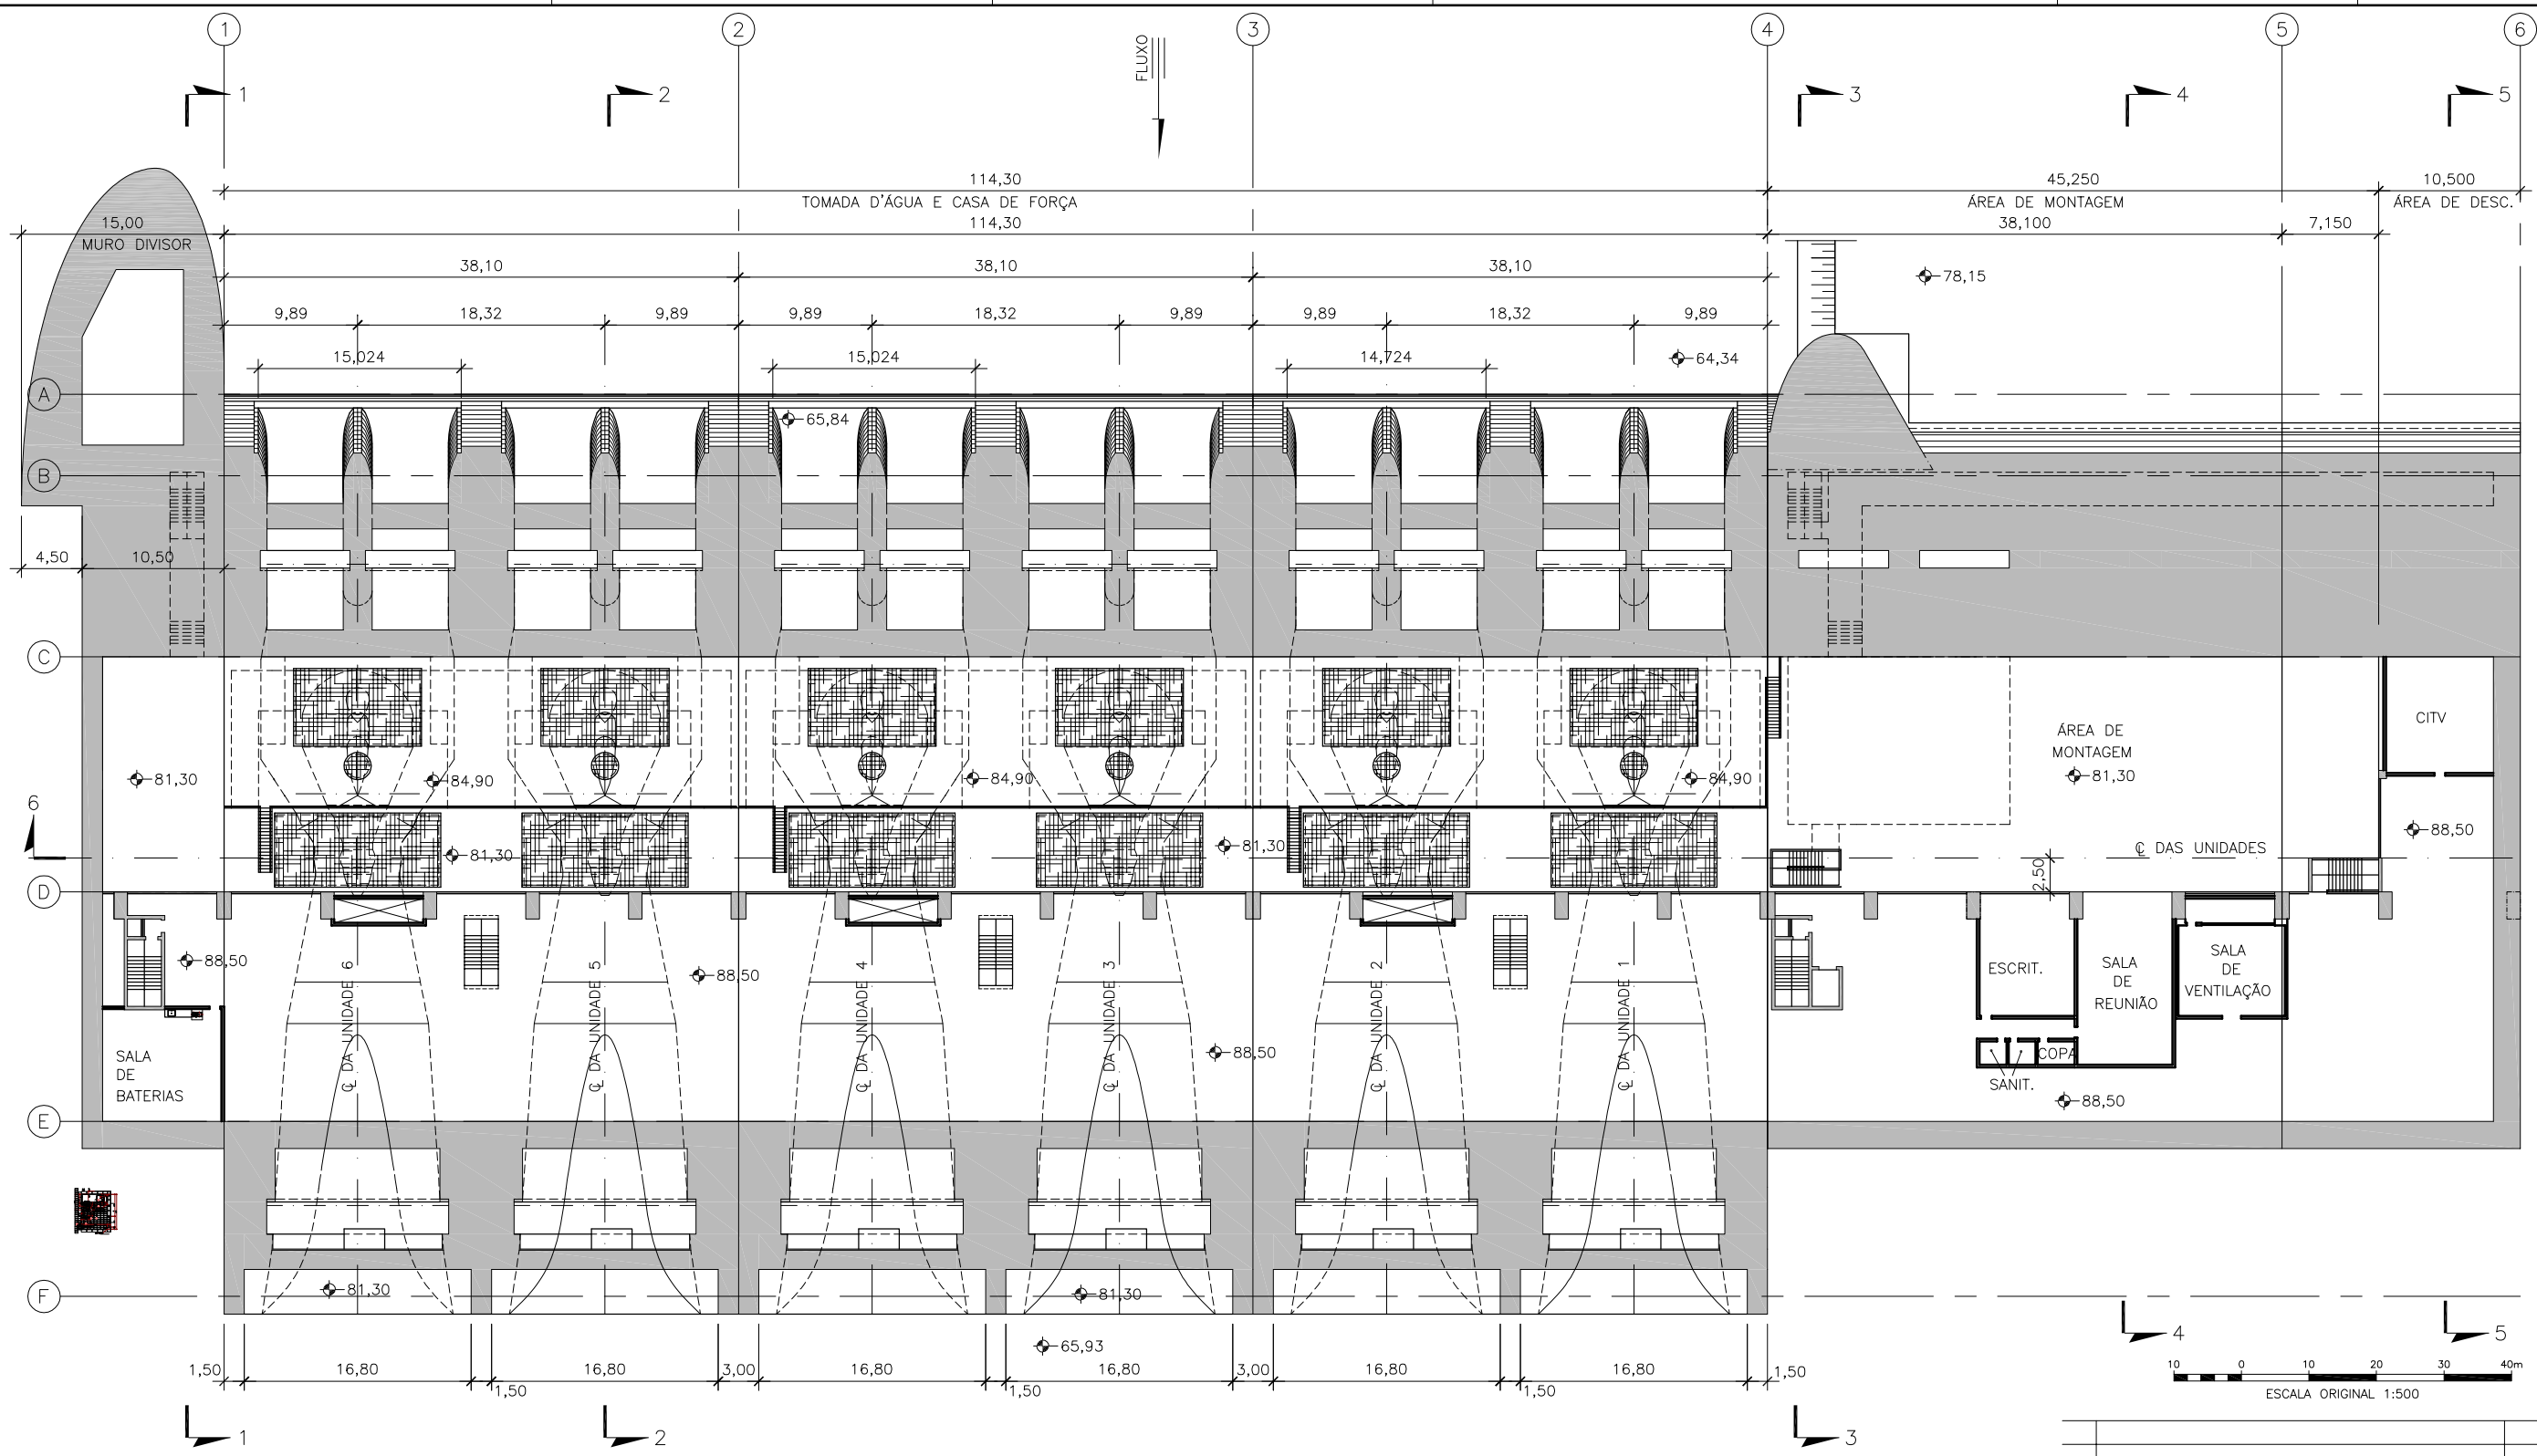 1 2 3 4 5 6
FLUXO
1 2 3 4 5
114,30 45,250 10,500
TOMADA D'ÁGUA E CASA DE FORÇA ÁREA DE MONTAGEM ÁREA DE DESC.
15,00 114,30 38,100 7,150
MURO DIVISOR
38,10 38,10 38,10
78,15
9,89 18,32 9,89 9,89 18,32 9,89 9,89 18,32 9,89
15,024 15,024 14,724 64,34
A
65,84
B
4,50 10,50
C
CITV
ÁREA DE
MONTAGEM
81,30 84,90 84,90 84,90 81,30
6
88,50
81,30 81,30
℄ DAS UNIDADES
2,50
D
88,50 88,50
℄ DA UNIDADE 6
℄ DA UNIDADE 5
℄ DA UNIDADE 4
℄ DA UNIDADE 3
℄ DA UNIDADE 2
℄ DA UNIDADE 1
ESCRIT.
SALA
DE
REUNIÃO
SALA
DE
VENTILAÇÃO
88,50
SALA
DE
BATERIAS
COPA
SANIT.
88,50
E
F
81,30 81,30
65,93
4 5
1,50 16,80 1,50 16,80 3,00 16,80 1,50 16,80 3,00 16,80 1,50 16,80 1,50
10 0 10 20 30 40m
ESCALA ORIGINAL 1:500
1 2 3